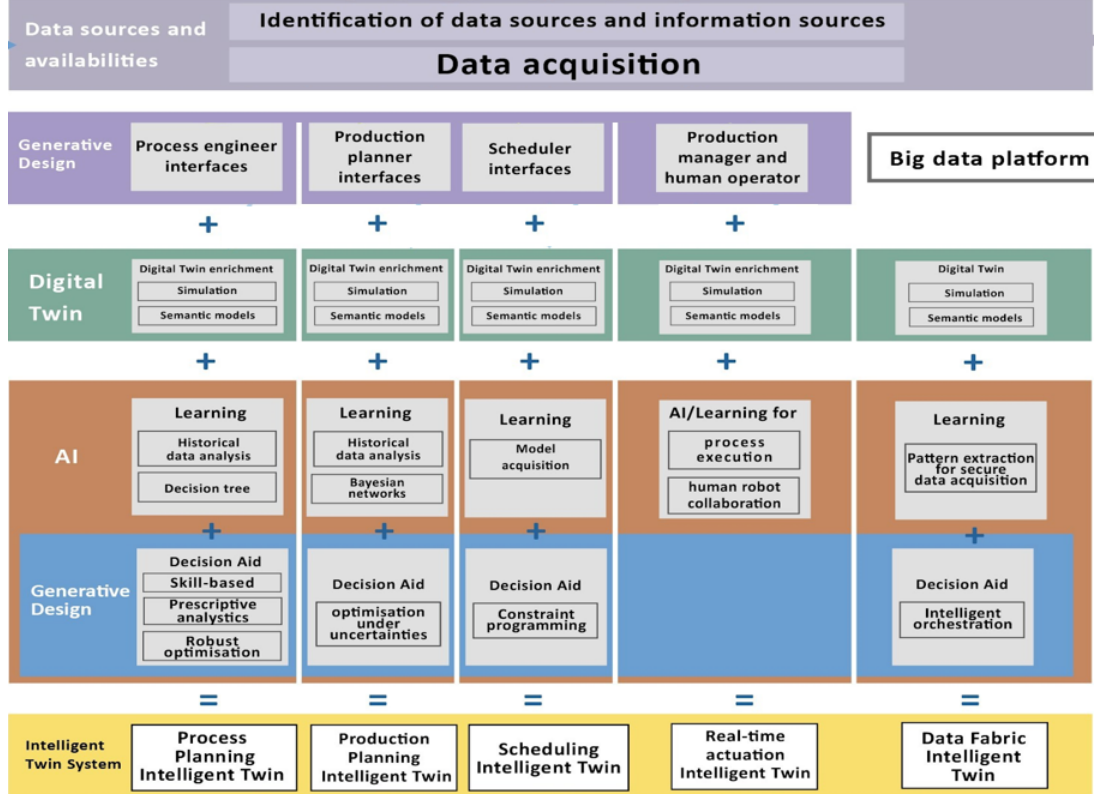 Data sources and
availabilities
Identification of data sources and information sources
Data acquisition
Generative
Design
Process engineer
interfaces
Production
planner
interfaces
Scheduler
interfaces
Production
manager and
human operator
Big data platform
+
+
+
+
Digital
Twin
Digital Twin enrichment
Simulation
Semantic models
Digital Twin enrichment
Simulation
Semantic models
Digital Twin enrichment
Simulation
Semantic models
Digital Twin enrichment
Simulation
Semantic models
Digital Twin
Simulation
Semantic models
+
+
+
+
+
AI
Learning
Historical
data analysis
Decision tree
Learning
Historical
data analysis
Bayesian
networks
Learning
Model
acquisition
AI/Learning for
process
execution
human robot
collaboration
Learning
Pattern extraction
for secure
data acquisition
+
+
+
+
Generative
Design
Decision Aid
Skill-based
Prescriptive
analystics
Robust
optimisation
Decision Aid
optimisation
under
uncertainties
Decision Aid
Constraint
programming
Decision Aid
Intelligent
orchestration
=
=
=
=
=
Intelligent
Twin System
Process
Planning
Intelligent Twin
Production
Planning
Intelligent Twin
Scheduling
Intelligent Twin
Real-time
actuation
Intelligent Twin
Data Fabric
Intelligent
Twin